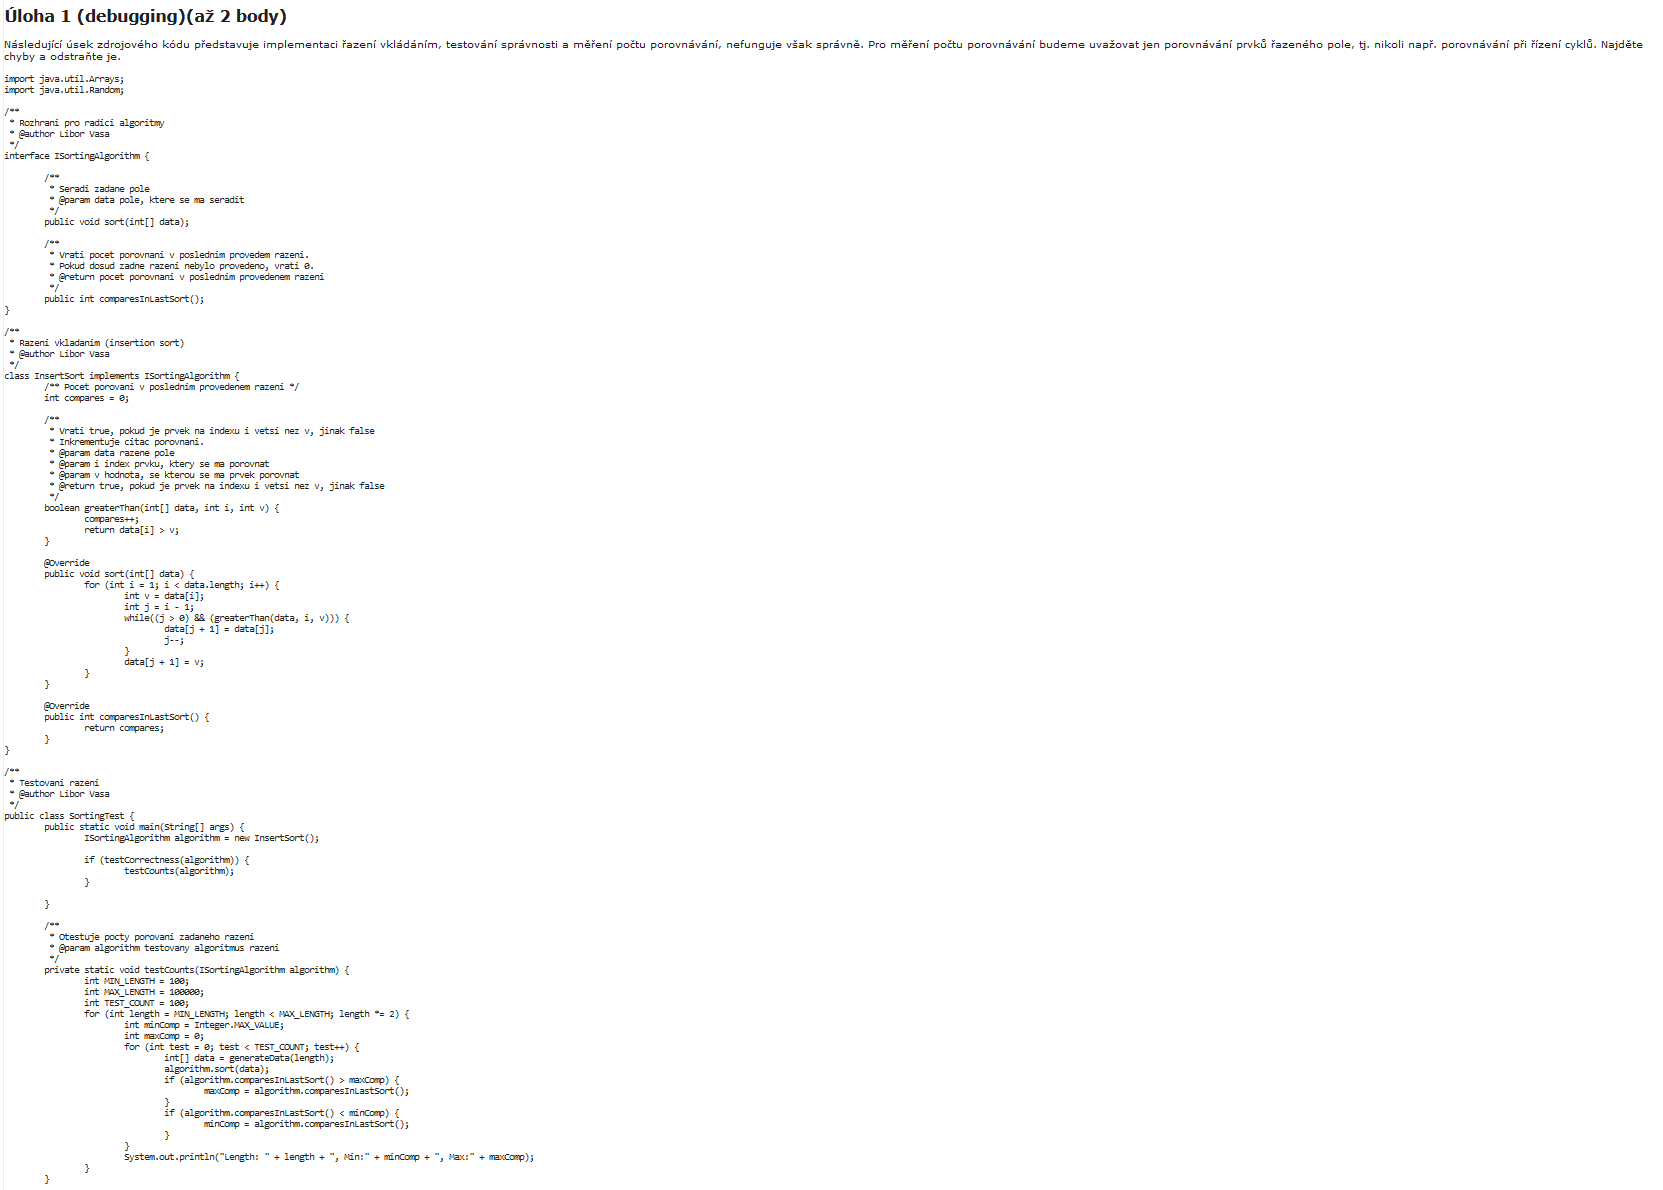 Úloha 1 (debugging)(až 2 body)
Následující úsek zdrojového kódu představuje implementaci řazení vkládáním, testování správnosti a měření počtu porovnávání, nefunguje však správně. Pro měření počtu porovnávání budeme uvažovat jen porovnávání prvků řazeného pole, tj. nikoli např. porovnávání při řízení cyklů. Najděte
chyby a odstraňte je.
import java.util.Arrays;
import java.util.Random;
/**
* Rozhrani pro radici algoritmy
* @author Libor Vasa
*/
interface ISortingAlgorithm {
/**
* Seradi zadane pole
* @param data pole, ktere se ma seradit
*/
public void sort(int[] data);
/**
* Vrati pocet porovnani v poslednim provedem razeni.
* Pokud dosud zadne razeni nebylo provedeno, vrati 0.
* @return pocet porovnani v poslednim provedenem razeni
*/
public int comparesInLastSort();
}
/**
* Razeni vkladanim (insertion sort)
* @author Libor Vasa
*/
class InsertSort implements ISortingAlgorithm {
/** Pocet porovani v poslednim provedenem razeni */
int compares = 0;
/**
* Vrati true, pokud je prvek na indexu i vetsi nez v, jinak false
* Inkrementuje citac porovnani.
* @param data razene pole
* @param i index prvku, ktery se ma porovnat
* @param v hodnota, se kterou se ma prvek porovnat
* @return true, pokud je prvek na indexu i vetsi nez v, jinak false
*/
boolean greaterThan(int[] data, int i, int v) {
compares++;
return data[i] > v;
}
@Override
public void sort(int[] data) {
for (int i = 1; i < data.length; i++) {
int v = data[i];
int j = i - 1;
while((j > 0) && (greaterThan(data, i, v))) {
data[j + 1] = data[j];
j--;
}
data[j + 1] = v;
}
}
@Override
public int comparesInLastSort() {
return compares;
}
}
/**
* Testovani razeni
* @author Libor Vasa
*/
public class SortingTest {
public static void main(String[] args) {
ISortingAlgorithm algorithm = new InsertSort();
if (testCorrectness(algorithm)) {
testCounts(algorithm);
}
}
/**
* Otestuje pocty porovani zadaneho razeni
* @param algorithm testovany algoritmus razeni
*/
private static void testCounts(ISortingAlgorithm algorithm) {
int MIN_LENGTH = 100;
int MAX_LENGTH = 100000;
int TEST_COUNT = 100;
for (int length = MIN_LENGTH; length < MAX_LENGTH; length *= 2) {
int minComp = Integer.MAX_VALUE;
int maxComp = 0;
for (int test = 0; test < TEST_COUNT; test++) {
int[] data = generateData(length);
algorithm.sort(data);
if (algorithm.comparesInLastSort() > maxComp) {
maxComp = algorithm.comparesInLastSort();
}
if (algorithm.comparesInLastSort() < minComp) {
minComp = algorithm.comparesInLastSort();
}
}
System.out.println("Length: " + length + ", Min:" + minComp + ", Max:" + maxComp);
}
}